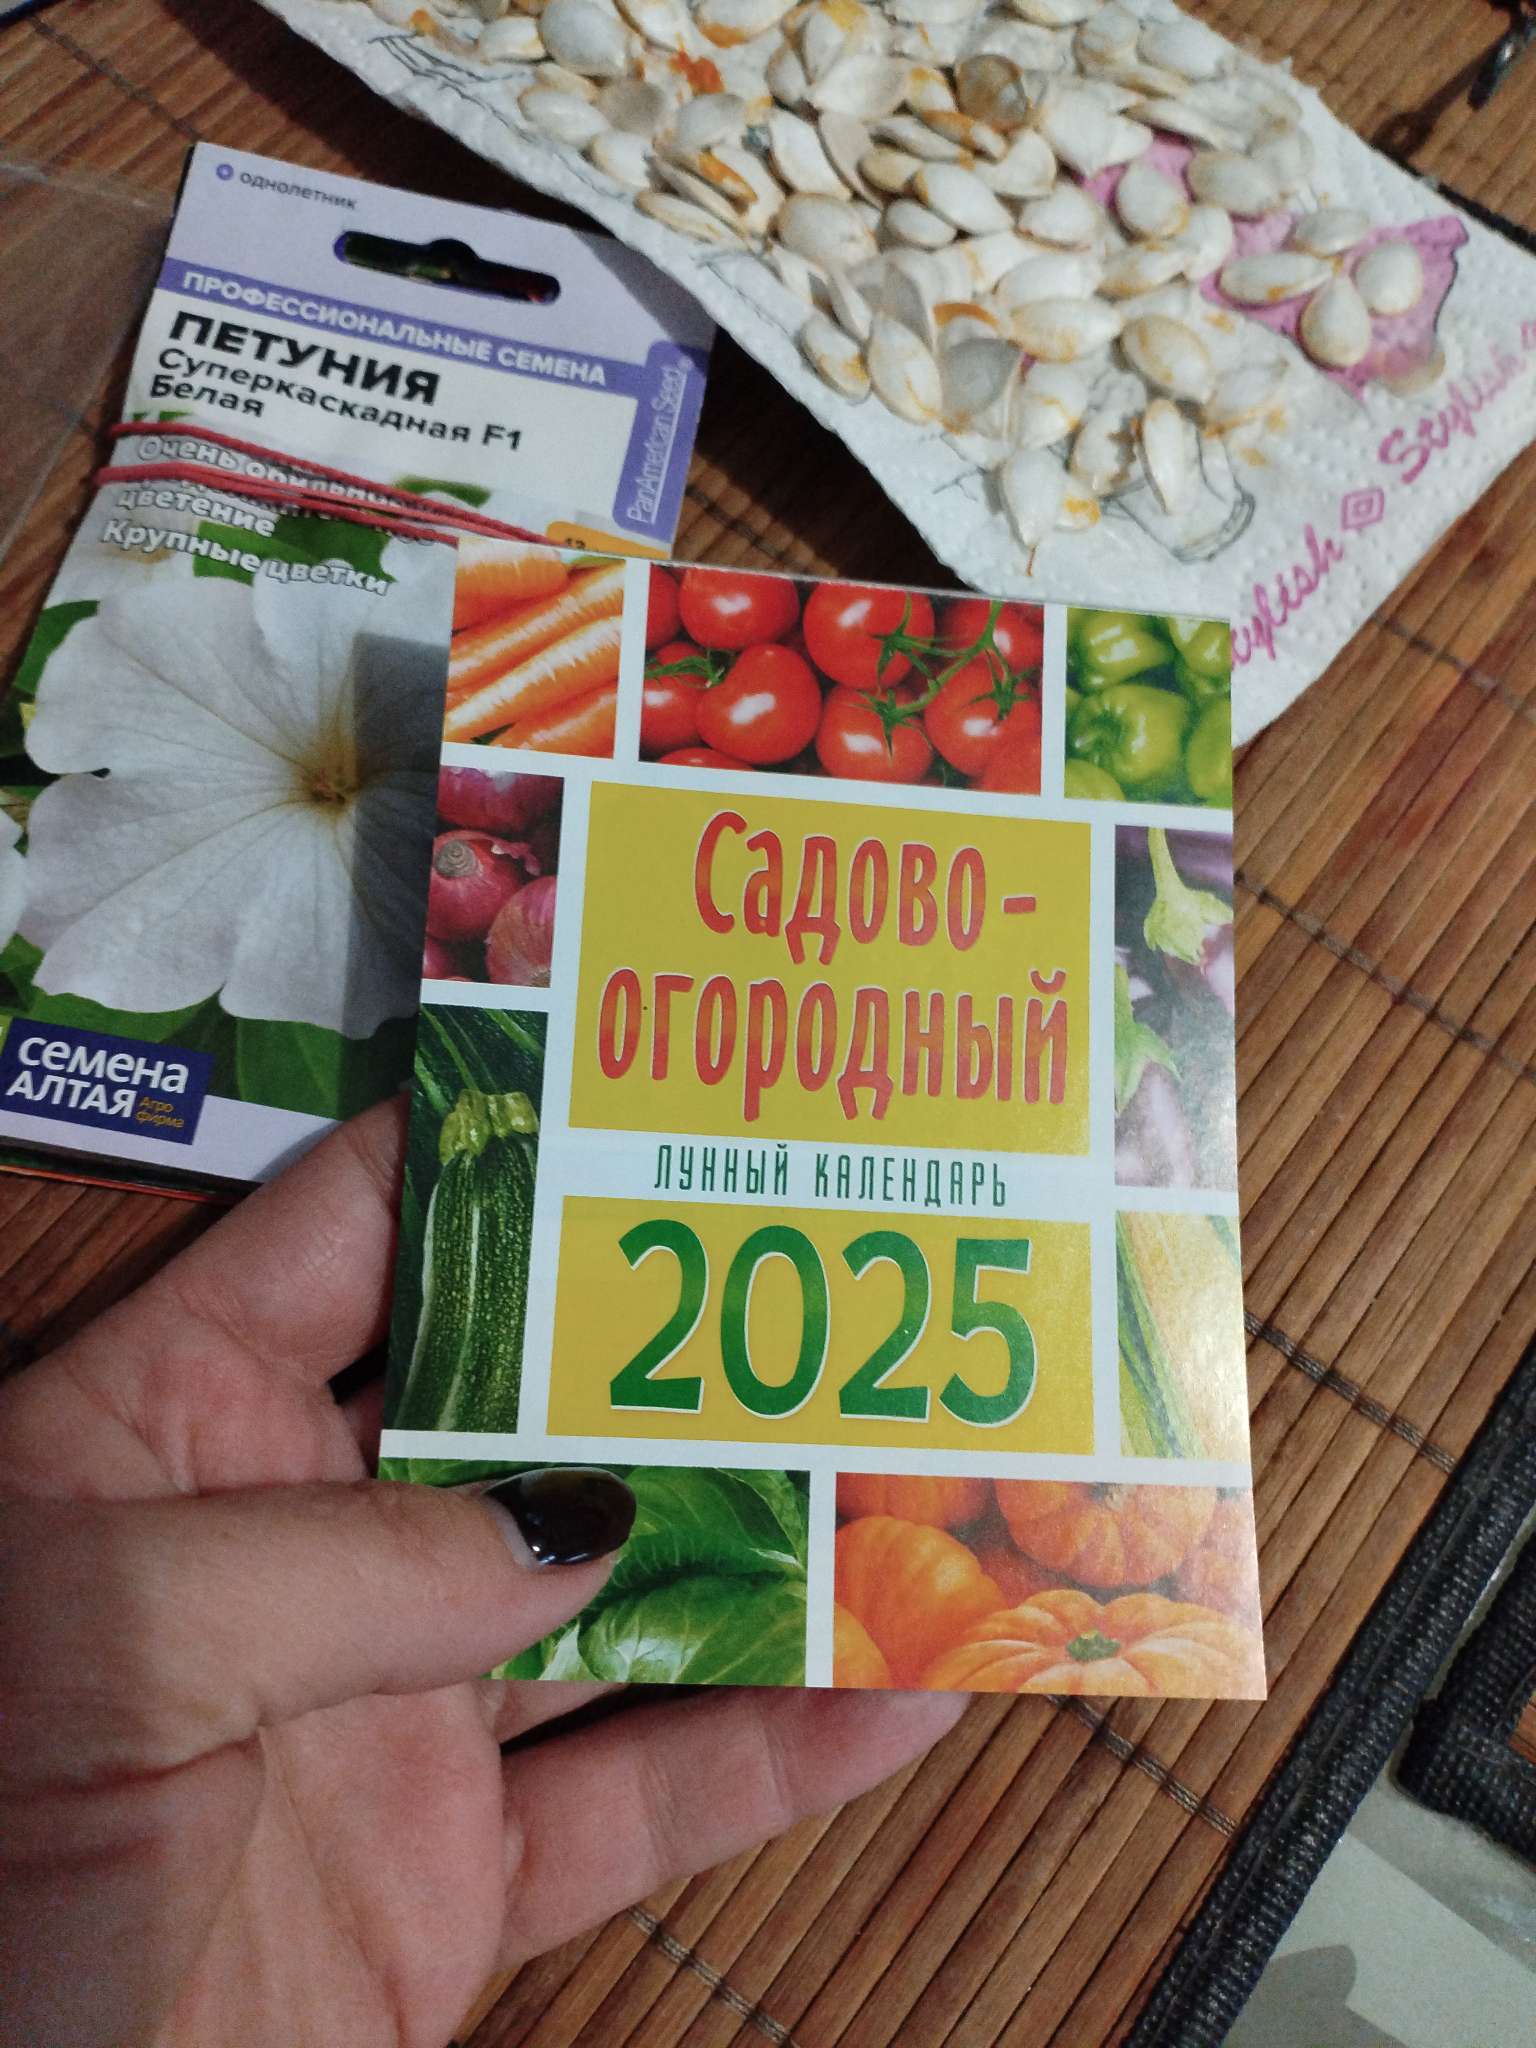 однолетник
ПРОФЕССИОНАЛЬНЫЕ СЕМЕНА
ПЕТУНИЯ
Суперкаскадная F1
Белая
PanAmerican Seed
Очень
цветение
Крупные цветки
семена
АЛТАЯ
Агро
фирма
Stylish
Садово-
огородный
ЛУННЫЙ КАЛЕНДАРЬ
2025